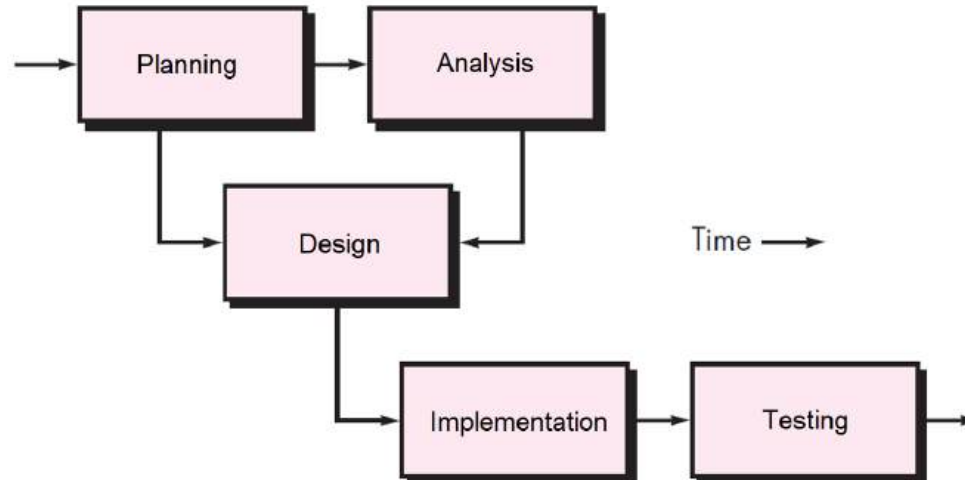 Planning
Analysis
Design
Time
Implementation
Testing